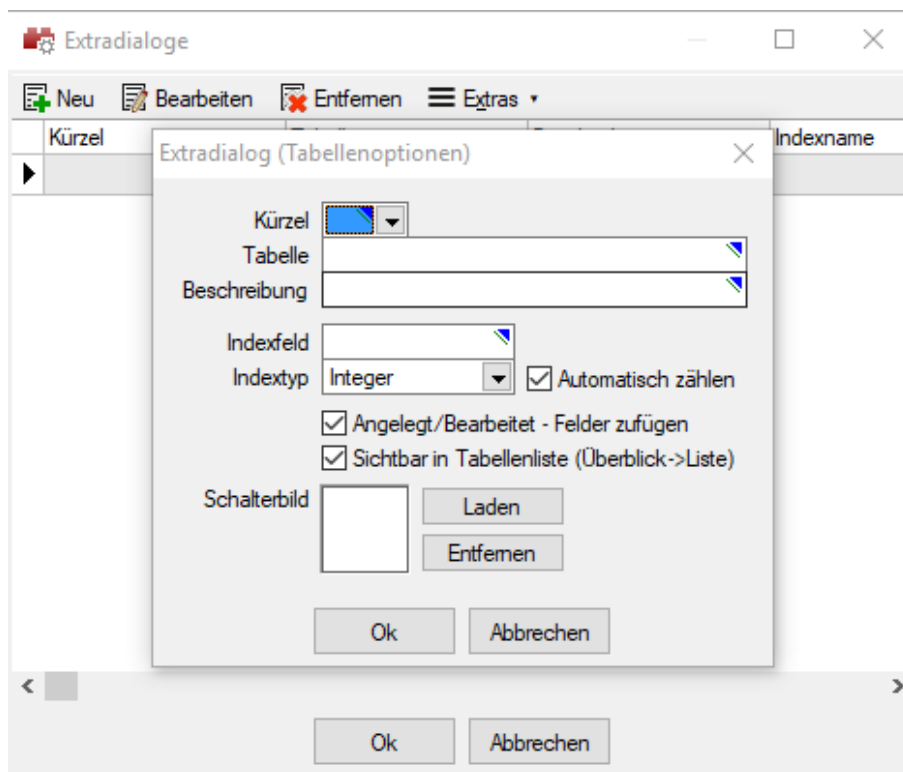 Extradialoge
Neu Bearbeiten Entfernen Extras
Kürzel Indexname
Extradialog (Tabellenoptionen)
Kürzel
Tabelle
Beschreibung
Indexfeld
Indextyp Integer Automatisch zählen
Angelegt/Bearbeitet - Felder zufügen
Sichtbar in Tabellenliste (Überblick->Liste)
Schalterbild Laden
Entfernen
Ok Abbrechen
Ok Abbrechen